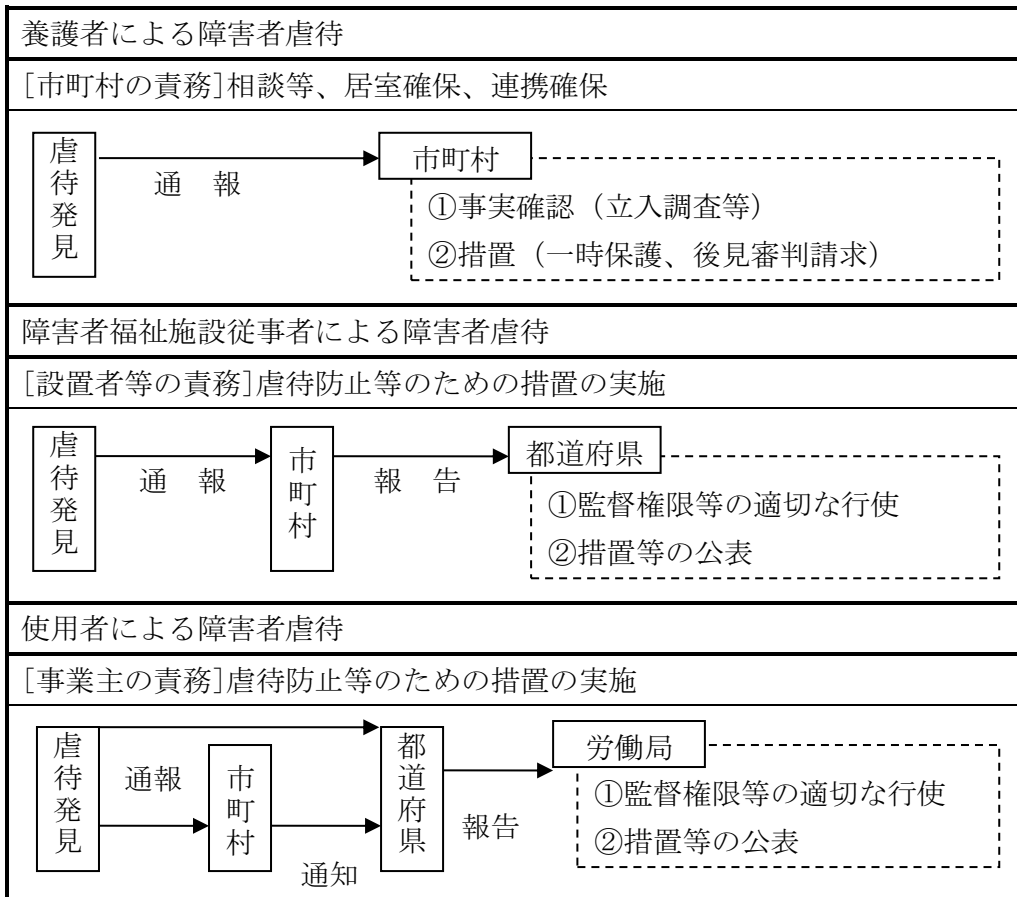 養護者による障害者虐待
[市町村の責務]相談等、居室確保、連携確保
虐待発見
通　報
市町村
①事実確認（立入調査等）
②措置（一時保護、後見審判請求）
障害者福祉施設従事者による障害者虐待
[設置者等の責務]虐待防止等のための措置の実施
虐待発見
通　報
市町村
報　告
都道府県
①監督権限等の適切な行使
②措置等の公表
使用者による障害者虐待
[事業主の責務]虐待防止等のための措置の実施
虐待発見
通報
市町村
通知
都道府県
報告
労働局
①監督権限等の適切な行使
②措置等の公表